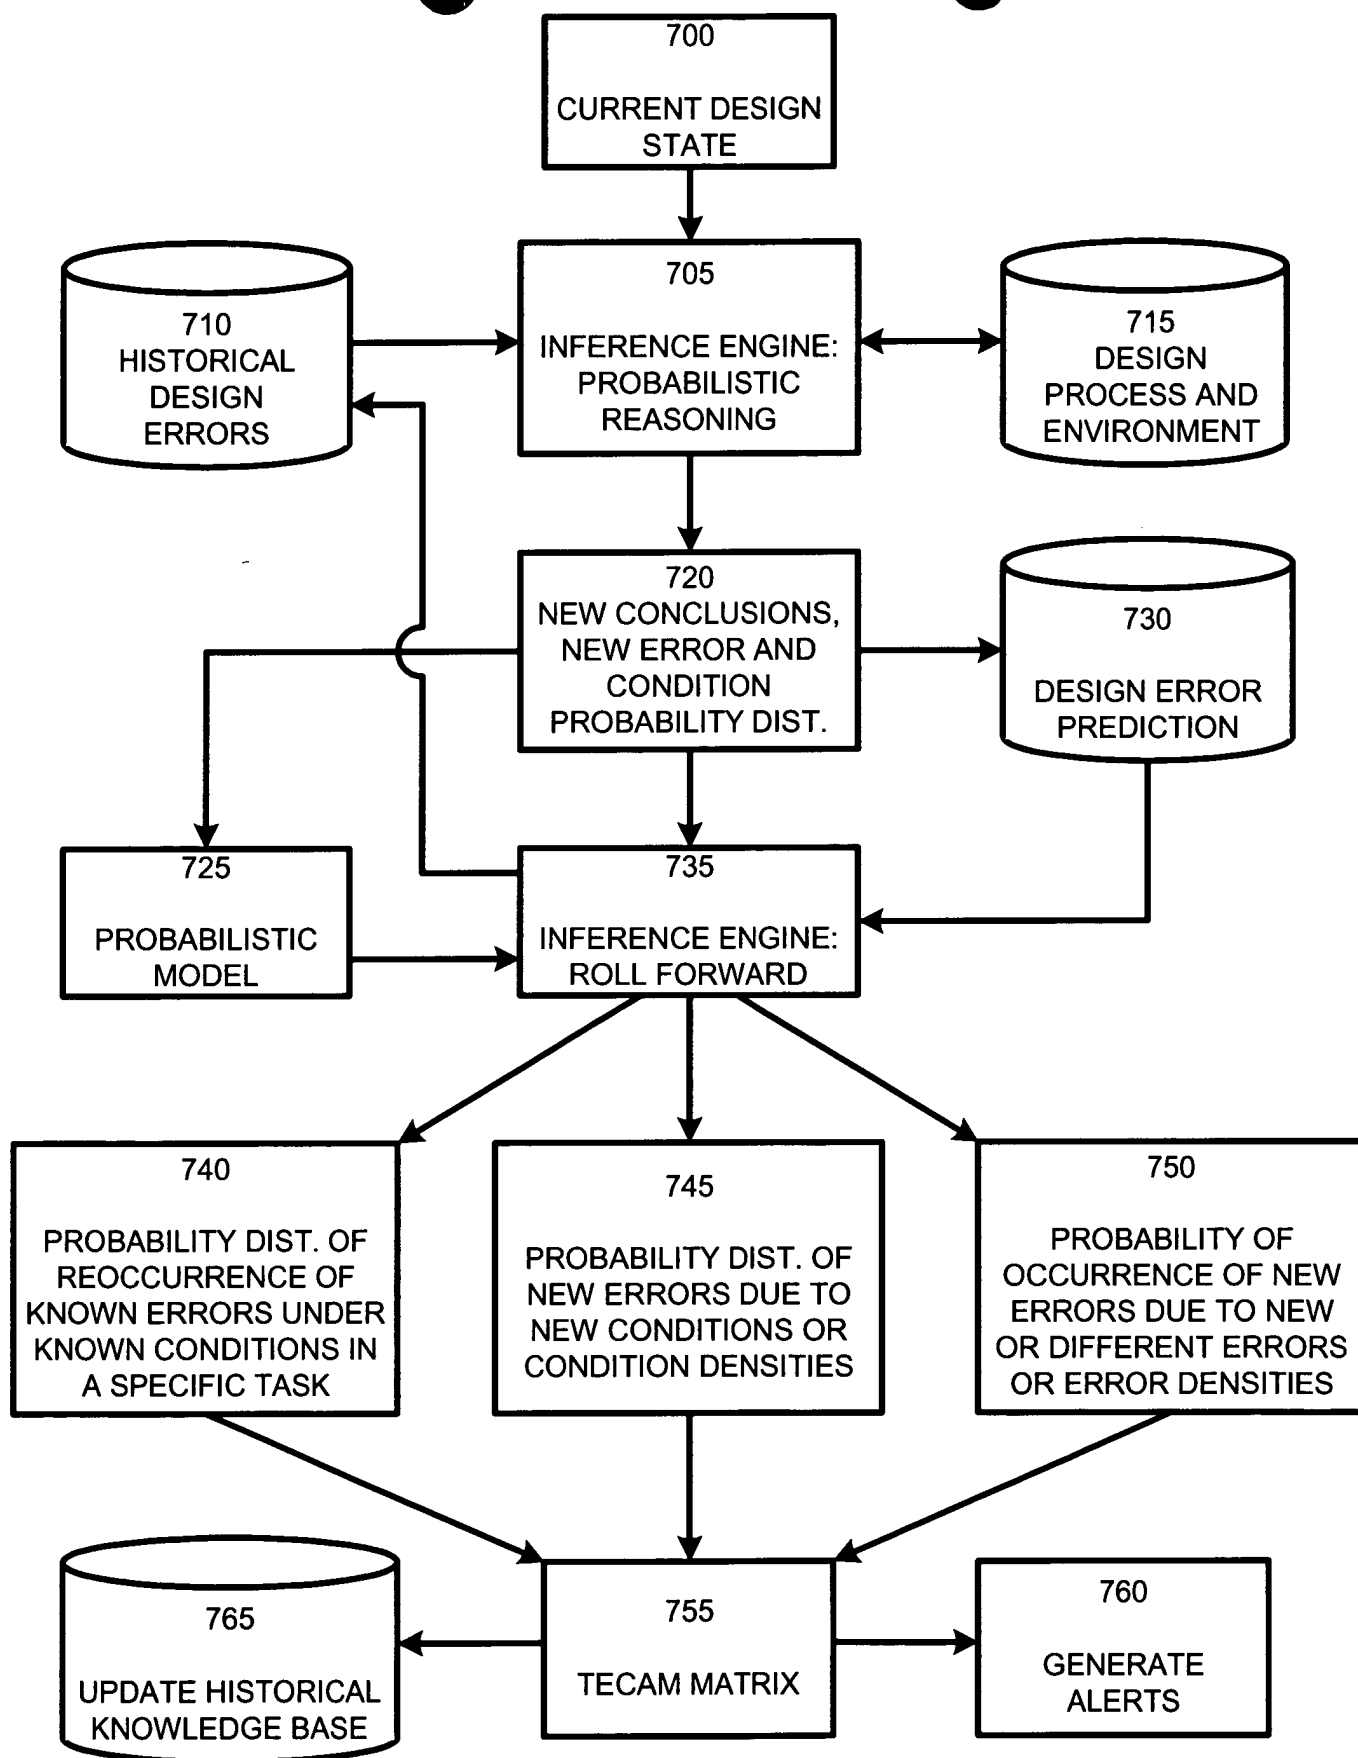 700
CURRENT DESIGN
STATE
710
HISTORICAL
DESIGN
ERRORS
705
INFERENCE ENGINE:
PROBABILISTIC
REASONING
715
DESIGN
PROCESS AND
ENVIRONMENT
720
NEW CONCLUSIONS,
NEW ERROR AND
CONDITION
PROBABILITY DIST.
730
DESIGN ERROR
PREDICTION
725
PROBABILISTIC
MODEL
735
INFERENCE ENGINE:
ROLL FORWARD
740
PROBABILITY DIST. OF
REOCCURRENCE OF
KNOWN ERRORS UNDER
KNOWN CONDITIONS IN
A SPECIFIC TASK
745
PROBABILITY DIST. OF
NEW ERRORS DUE TO
NEW CONDITIONS OR
CONDITION DENSITIES
750
PROBABILITY OF
OCCURRENCE OF NEW
ERRORS DUE TO NEW
OR DIFFERENT ERRORS
OR ERROR DENSITIES
765
UPDATE HISTORICAL
KNOWLEDGE BASE
755
TECAM MATRIX
760
GENERATE
ALERTS